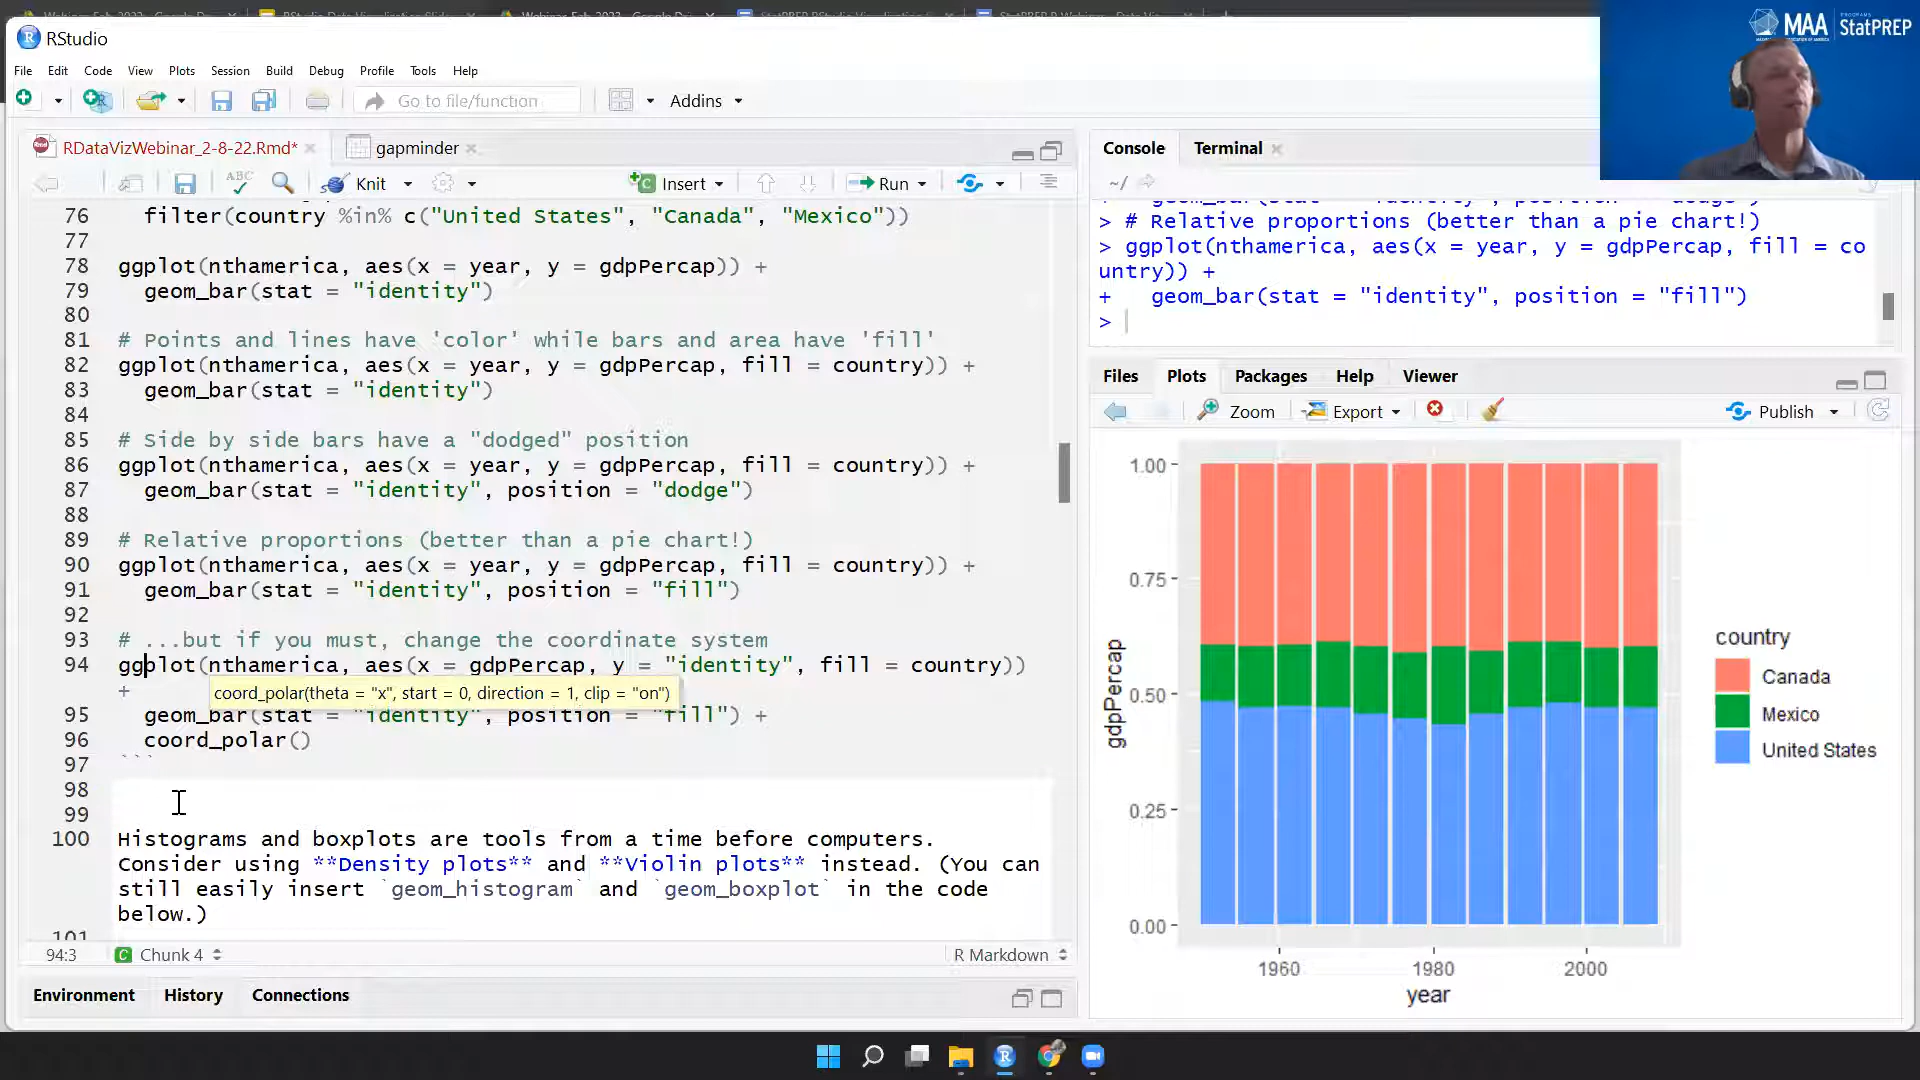 RStudio
MAA
PROGRAMS
StatPREP
File Edit Code View Plots Session Build Debug Profile Tools Help
Go to file/function
Addins
RDataVizWebinar_2-8-22.Rmd*
gapminder
ABC
Knit
Insert
Run
76 filter(country %in% c("United States", "Canada", "Mexico"))
77
78 ggplot(nthamerica, aes(x = year, y = gdpPercap)) +
79 geom_bar(stat = "identity")
80
81 # Points and lines have 'color' while bars and area have 'fill'
82 ggplot(nthamerica, aes(x = year, y = gdpPercap, fill = country)) +
83 geom_bar(stat = "identity")
84
85 # Side by side bars have a "dodged" position
86 ggplot(nthamerica, aes(x = year, y = gdpPercap, fill = country)) +
87 geom_bar(stat = "identity", position = "dodge")
88
89 # Relative proportions (better than a pie chart!)
90 ggplot(nthamerica, aes(x = year, y = gdpPercap, fill = country)) +
91 geom_bar(stat = "identity", position = "fill")
92
93 # ...but if you must, change the coordinate system
94 ggplot(nthamerica, aes(x = gdpPercap, y = "identity", fill = country))
+
coord_polar(theta = "x", start = 0, direction = 1, clip = "on")
95 geom_bar(stat = "identity", position = "fill") +
96 coord_polar()
97 ```
98
99
100 Histograms and boxplots are tools from a time before computers.
Consider using **Density plots** and **Violin plots** instead. (You can
still easily insert `geom_histogram` and `geom_boxplot` in the code
below.)
101
94:3
Chunk 4
R Markdown
Environment History Connections
Console Terminal
~/
> # Relative proportions (better than a pie chart!)
> ggplot(nthamerica, aes(x = year, y = gdpPercap, fill = co
untry)) +
+ geom_bar(stat = "identity", position = "fill")
>
Files Plots Packages Help Viewer
Zoom
Export
Publish
1.00
0.75
0.50
0.25
0.00
gdpPercap
1960
1980
2000
year
country
Canada
Mexico
United States